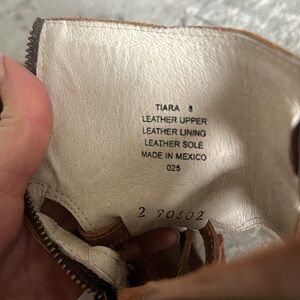 TIARA 8
LEATHER UPPER
LEATHER LINING
LEATHER SOLE
MADE IN MEXICO
025
2 90602